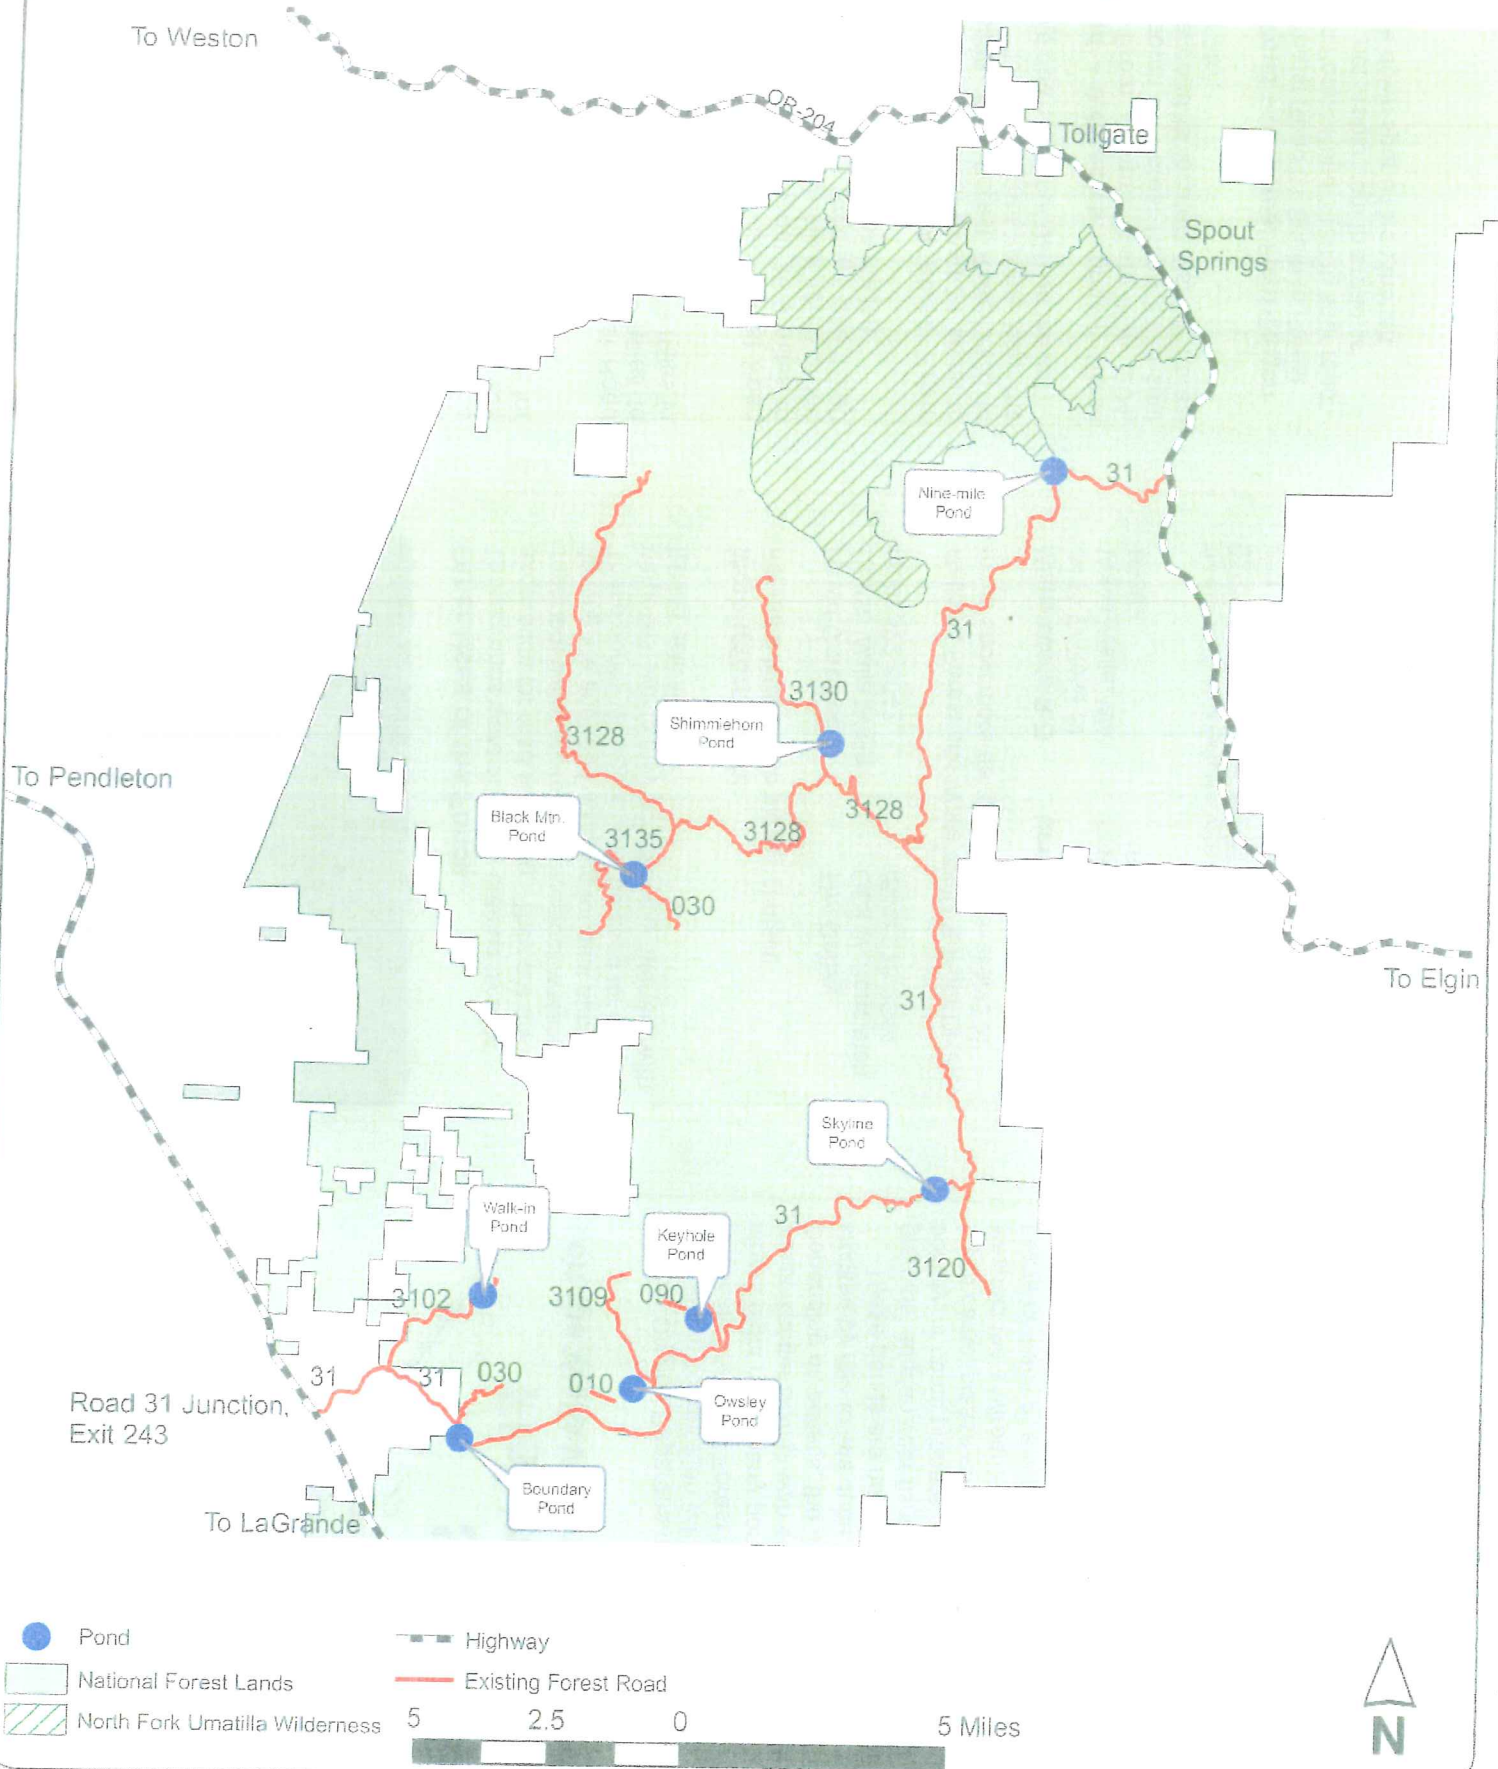 To Weston
OR-204
Tollgate
Spout
Springs
31
Nine-mile
Pond
31
3130
Shimmiehorn
Pond
3128
To Pendleton
Black Mtn.
Pond
3135
3128
3128
030
To Elgin
31
Skyline
Pond
Walk-in
Pond
31
Keyhole
Pond
3120
3102
3109
090
31
31
030
010
Road 31 Junction,
Exit 243
Owsley
Pond
Boundary
Pond
To LaGrande
Pond
Highway
National Forest Lands
Existing Forest Road
North Fork Umatilla Wilderness
5 2.5 0 5 Miles
N